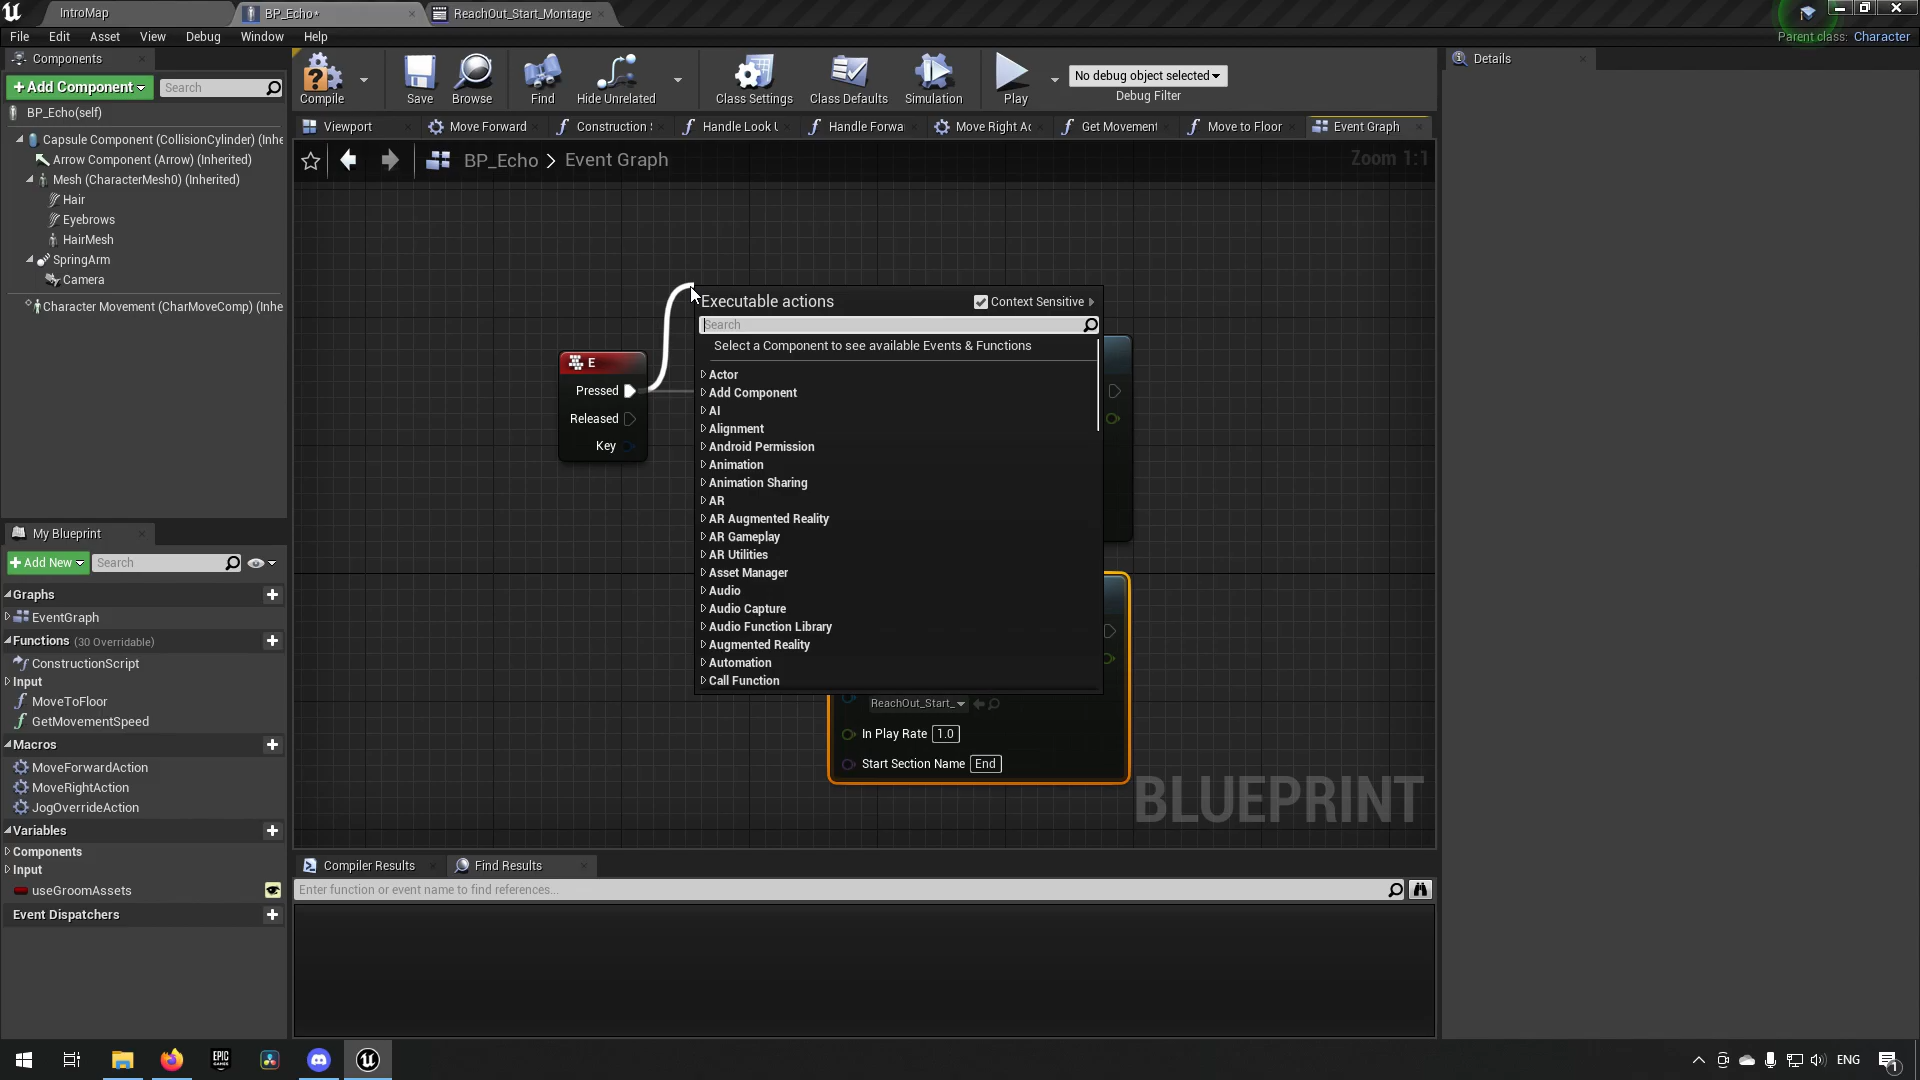 IntroMap
BP_Echo*
ReachOut_Start_Montage
File Edit Asset View Debug Window Help
Parent class: Character
Components
+Add Component
Search
BP_Echo(self)
Capsule Component (CollisionCylinder) (Inhe
Arrow Component (Arrow) (Inherited)
Mesh (CharacterMesh0) (Inherited)
Hair
Eyebrows
HairMesh
SpringArm
Camera
Character Movement (CharMoveComp) (Inhe
Compile
Save
Browse
Find
Hide Unrelated
Class Settings
Class Defaults
Simulation
Play
No debug object selected
Debug Filter
Details
Viewport
Move Forward
Construction S
Handle Look U
Handle Forwa
Move Right Ac
Get Movement
Move to Floor
Event Graph
BP_Echo > Event Graph
Zoom 1:1
E
Pressed
Released
Key
Executable actions
Context Sensitive
Search
Select a Component to see available Events & Functions
Actor
Add Component
AI
Alignment
Android Permission
Animation
Animation Sharing
AR
AR Augmented Reality
AR Gameplay
AR Utilities
Asset Manager
Audio
Audio Capture
Audio Function Library
Augmented Reality
Automation
Call Function
ReachOut_Start_
In Play Rate 1.0
Start Section Name End
BLUEPRINT
My Blueprint
+Add New
Search
Graphs
EventGraph
Functions (30 Overridable)
ConstructionScript
Input
MoveToFloor
GetMovementSpeed
Macros
MoveForwardAction
MoveRightAction
JogOverrideAction
Variables
Components
Input
useGroomAssets
Event Dispatchers
Compiler Results
Find Results
Enter function or event name to find references...
EPIC
GAMES
ENG
1